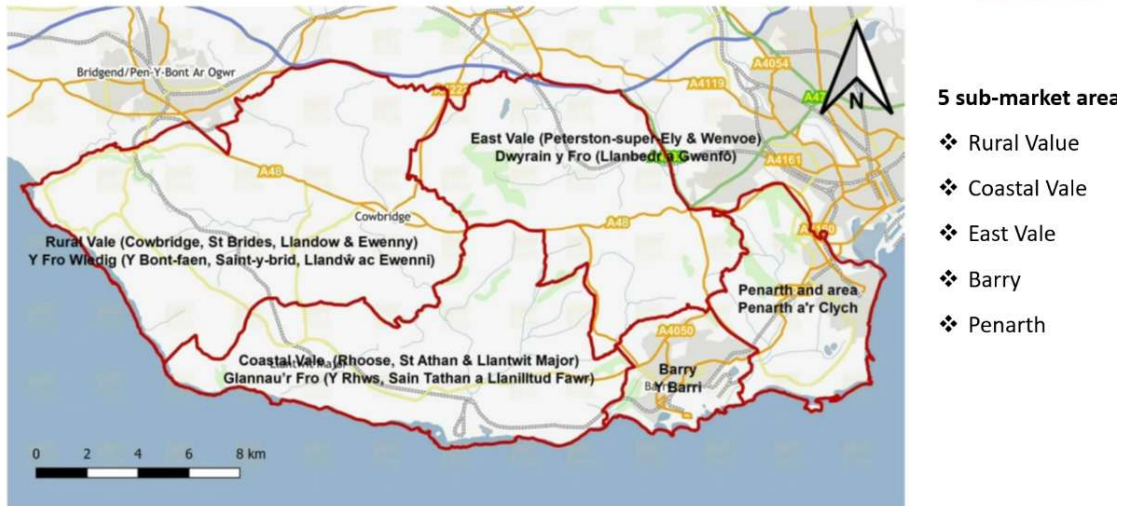 Bridgend/Pen-Y-Bont Ar Ogwr
A4119
A4054
N
A4161
East Vale (Peterston-super-Ely & Wenvoe)
Dwyrain y Fro (Llanbedr a Gwenfô)
A48
Cowbridge
A48
Rural Vale (Cowbridge, St Brides, Llandow & Ewenny)
Y Fro Wledig (Y Bont-faen, Saint-y-brid, Llandŵ ac Ewenni)
Penarth and area
Penarth a'r Clych
A4050
Coastal Vale (Rhoose, St Athan & Llantwit Major)
Glannau'r Fro (Y Rhws, Sain Tathan a Llanilltud Fawr)
Barry
Y Barri
0 2 4 6 8 km
5 sub-market area
❖ Rural Value
❖ Coastal Vale
❖ East Vale
❖ Barry
❖ Penarth